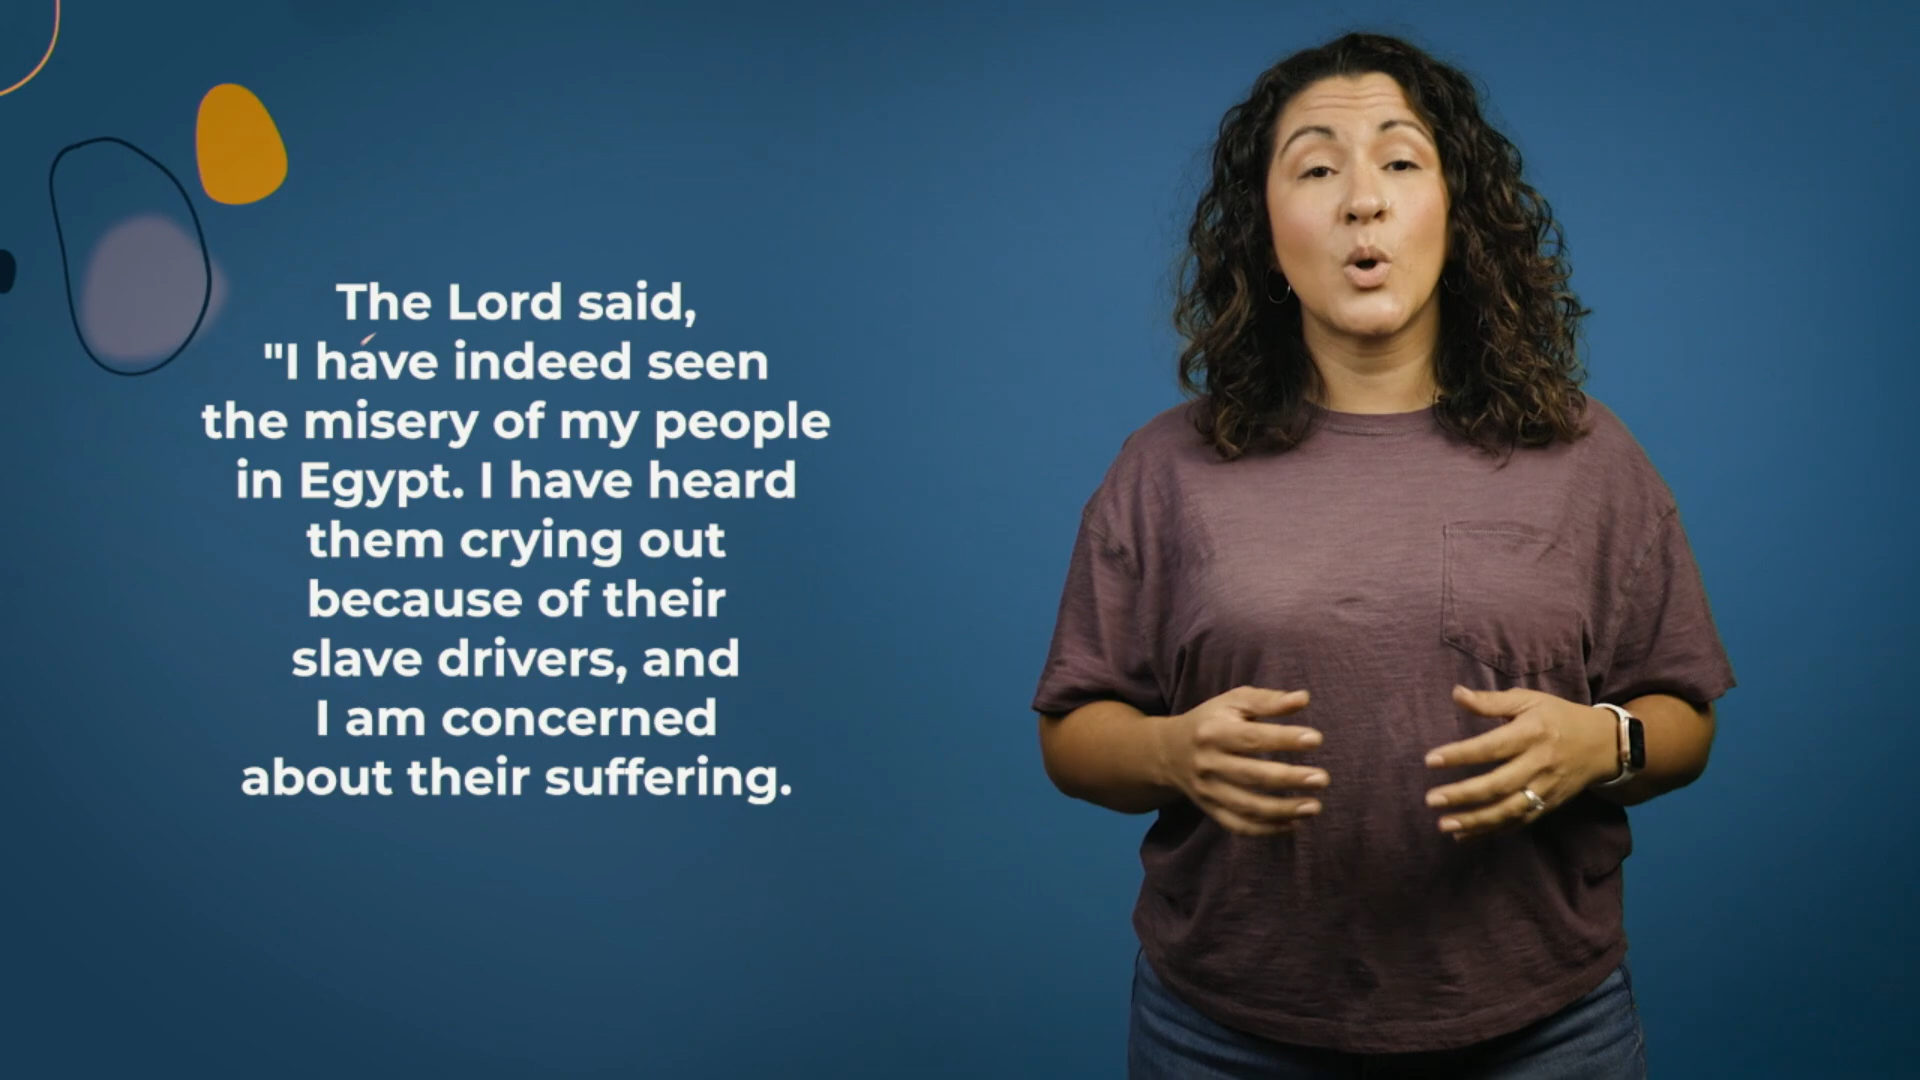 The Lord said,
"I have indeed seen
the misery of my people
in Egypt. I have heard
them crying out
because of their
slave drivers, and
I am concerned
about their suffering.